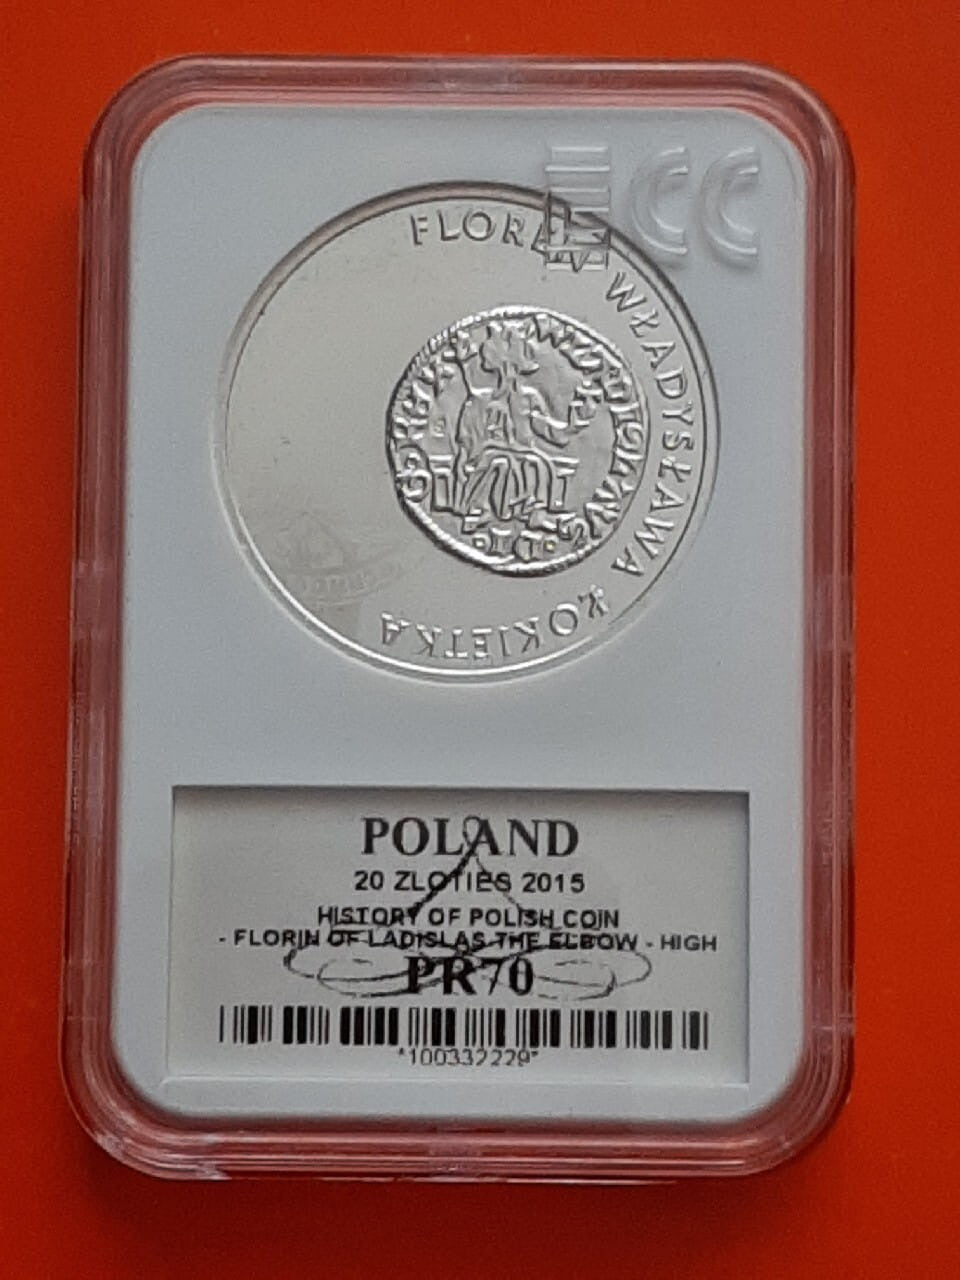 FLOREN WŁADYSŁAWA ŁOKIETKA
POLAND
20 ZLOTIES 2015
HISTORY OF POLISH COIN
- FLORIN OF LADISLAS THE ELBOW - HIGH
PR70
*100332229*